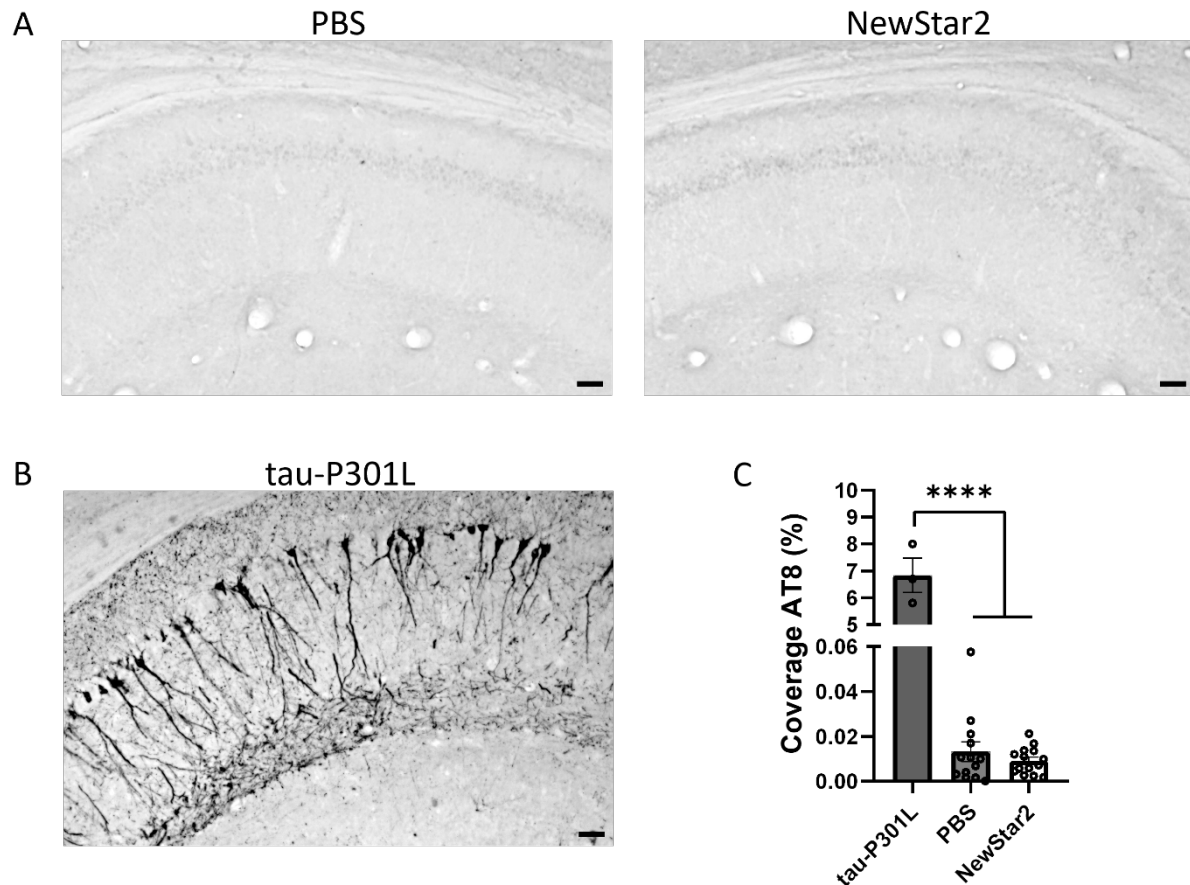 A
PBS
NewStar2
B
tau-P301L
C
Coverage AT8 (%)
10
9
8
7
6
5
0.06
0.04
0.02
0.00
****
tau-P301L
PBS
NewStar2